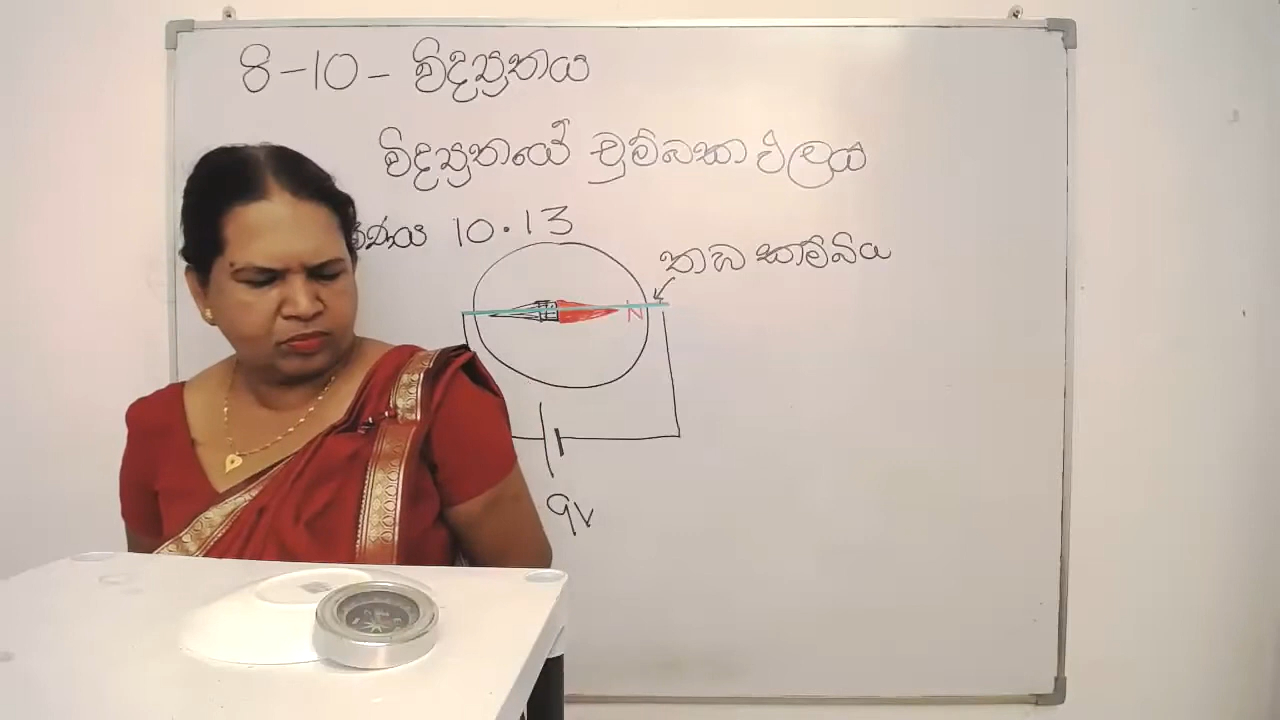 8-10 - විද්‍යුතය
විද්‍යුතයේ චුම්බක ඵලය
10.13
තඹ කම්බිය
N
9V